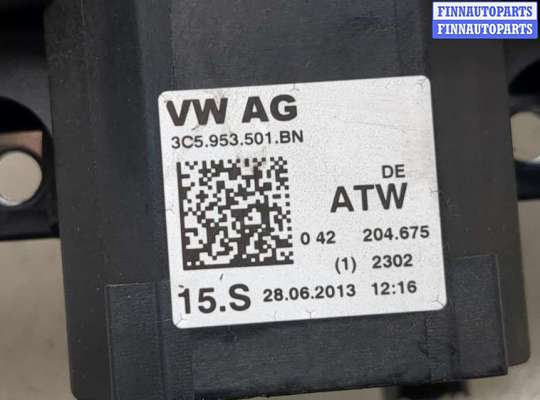 FINNAUTOPARTS
FINNAUTOPARTS
VW AG
3C5.953.501.BN
DE
ATW
0 42 204.675
(1) 2302
15.S 28.06.2013 12:16